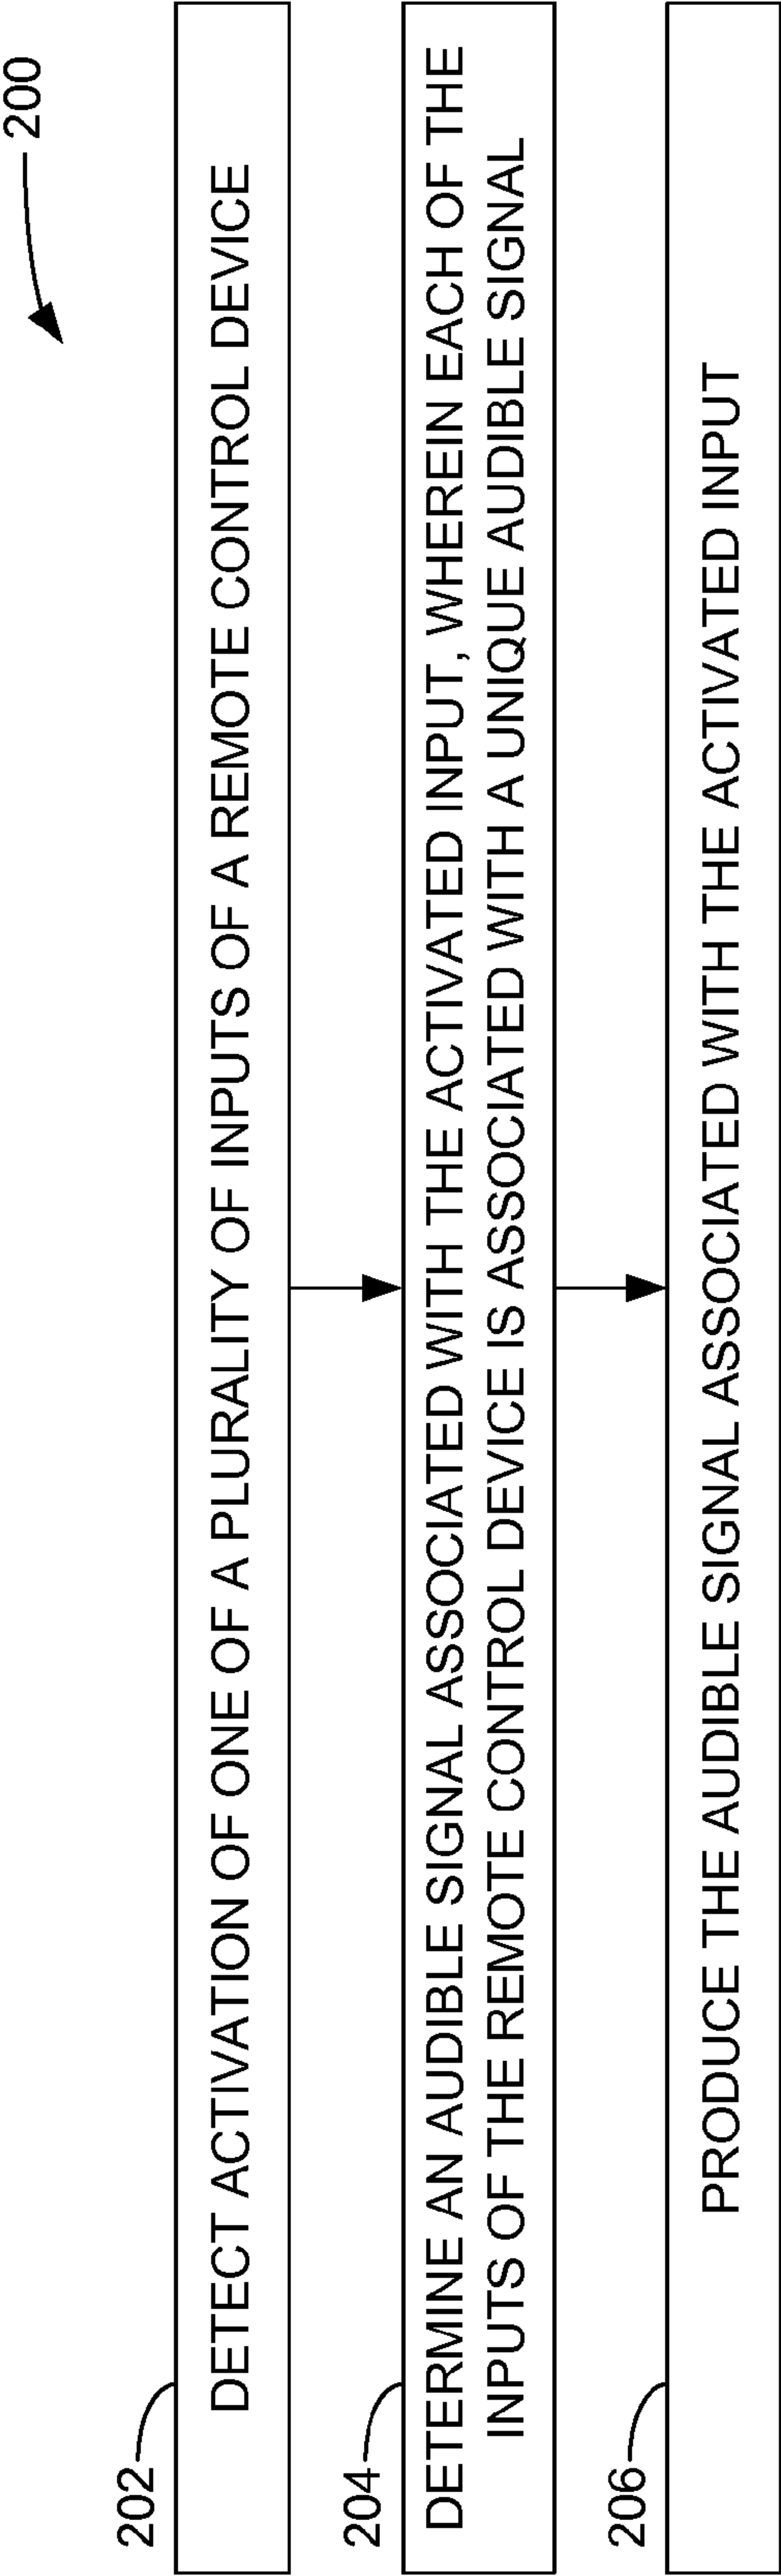 200
202
DETECT ACTIVATION OF ONE OF A PLURALITY OF INPUTS OF A REMOTE CONTROL DEVICE
204
DETERMINE AN AUDIBLE SIGNAL ASSOCIATED WITH THE ACTIVATED INPUT, WHEREIN EACH OF THE
INPUTS OF THE REMOTE CONTROL DEVICE IS ASSOCIATED WITH A UNIQUE AUDIBLE SIGNAL
206
PRODUCE THE AUDIBLE SIGNAL ASSOCIATED WITH THE ACTIVATED INPUT